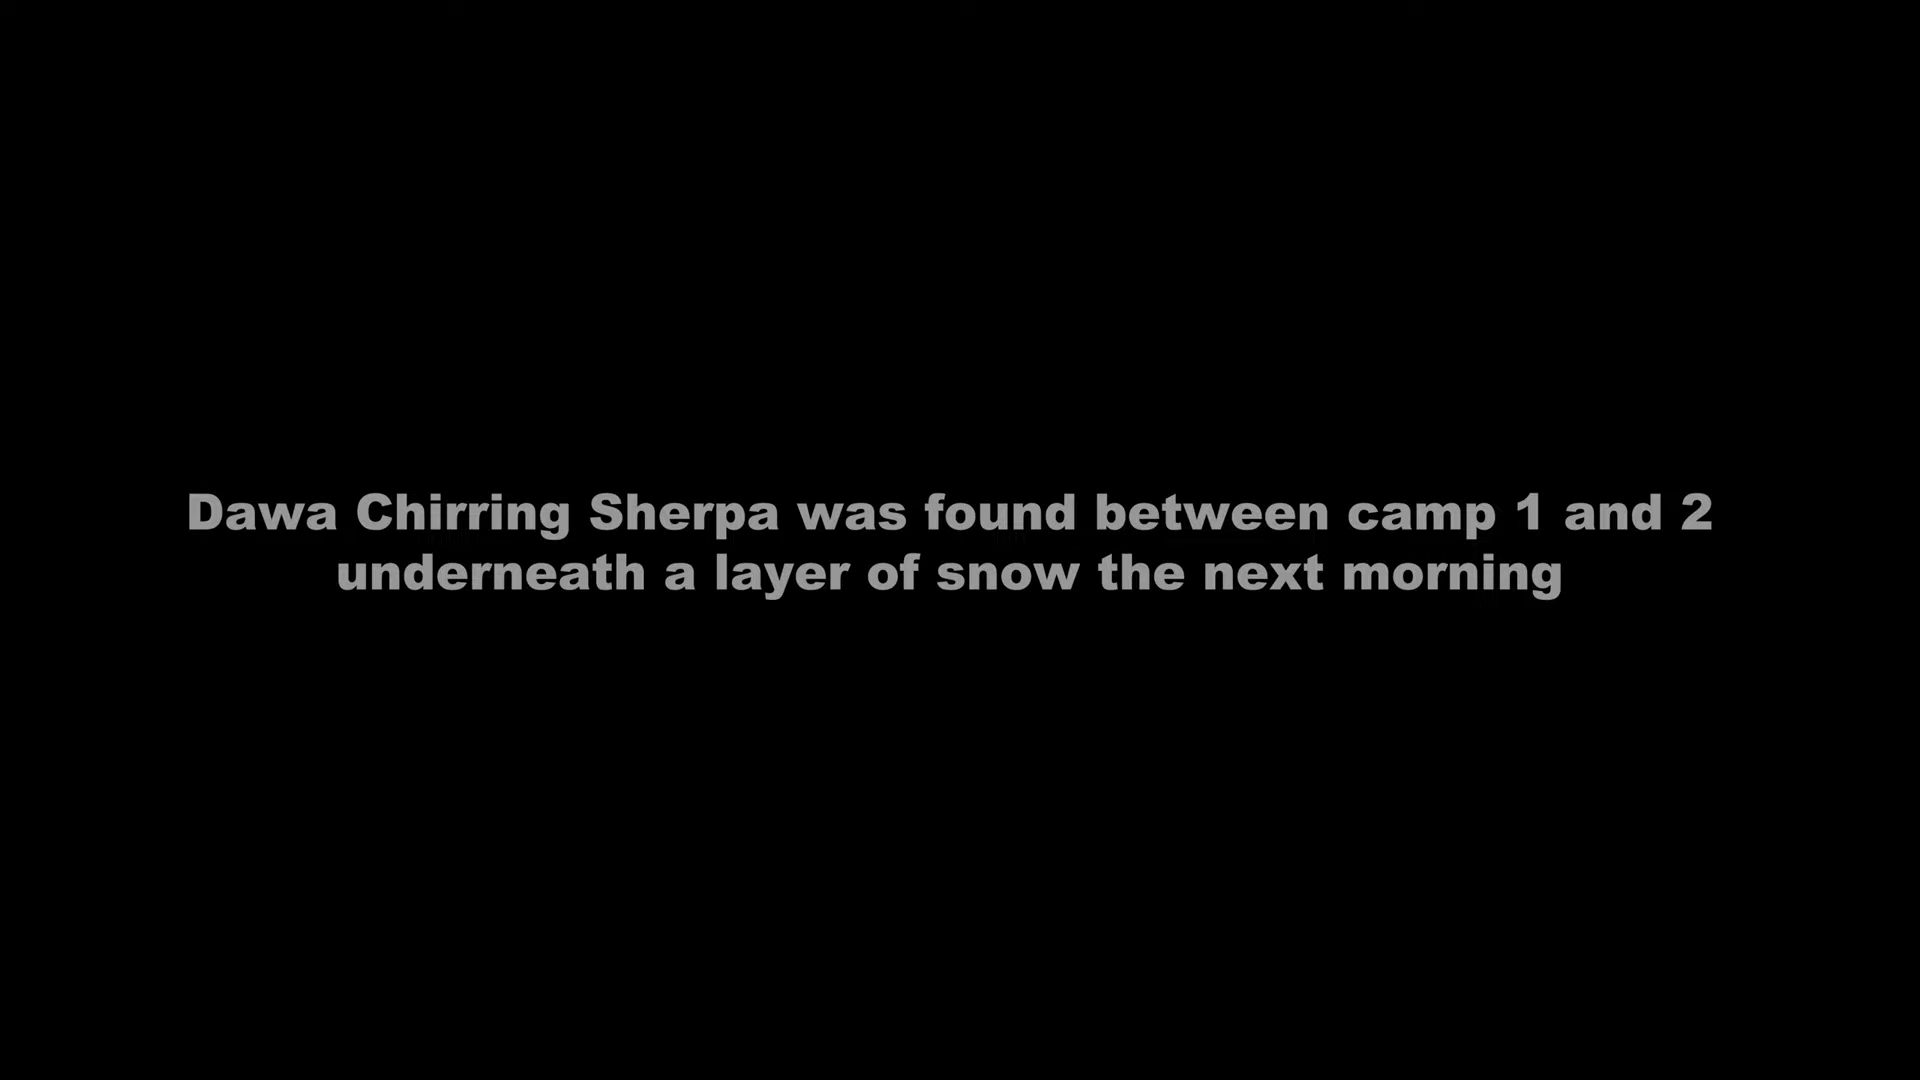 Dawa Chirring Sherpa was found between camp 1 and 2
underneath a layer of snow the next morning